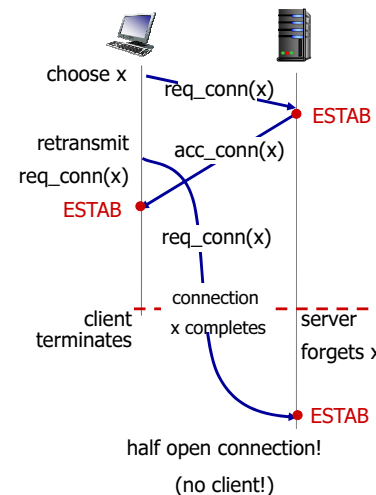 choose x
req_conn(x)
ESTAB
retransmit
acc_conn(x)
req_conn(x)
ESTAB
req_conn(x)
connection
x completes
client
terminates
server
forgets x
ESTAB
half open connection!
(no client!)